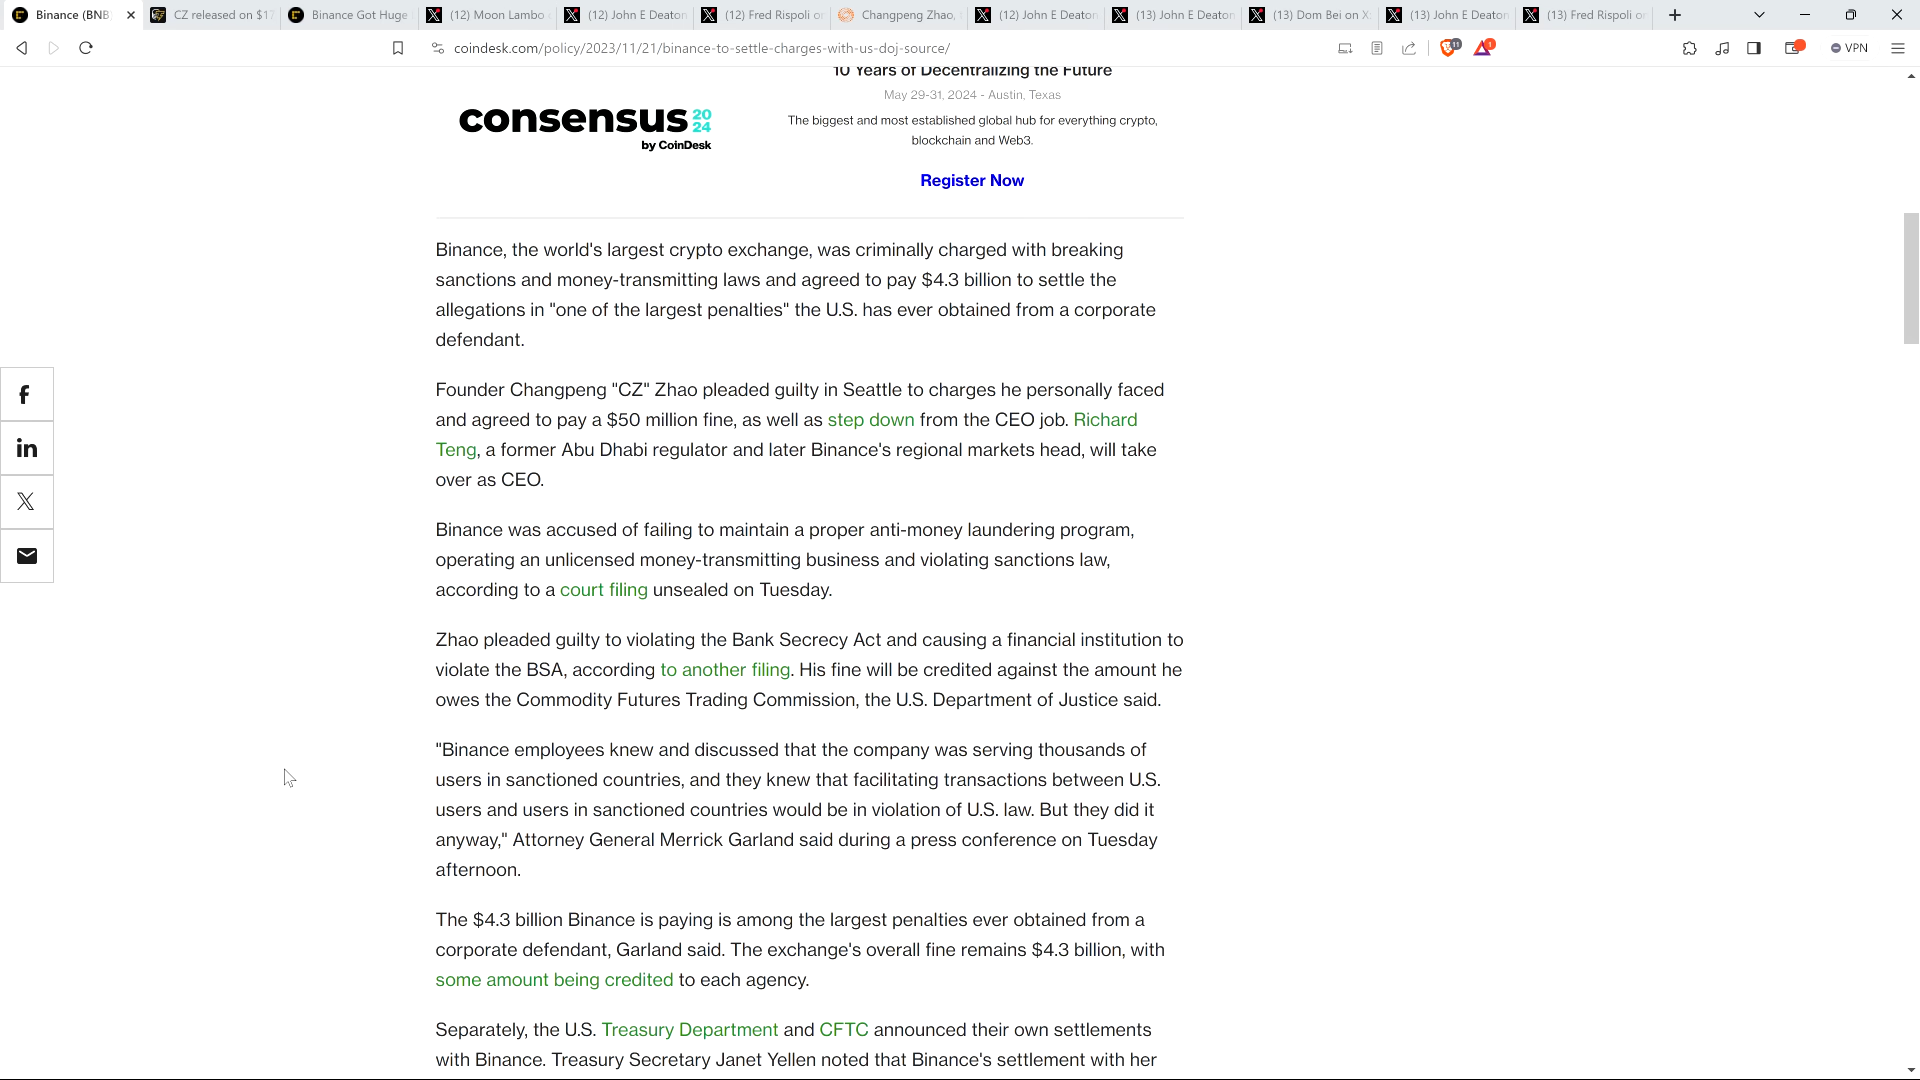 Binance (BNB
CZ released on $17
Binance Got Huge
(12) Moon Lambo
(12) John E Deaton
(12) Fred Rispoli on
Changpeng Zhao,
(12) John E Deaton
(13) John E Deaton
(13) Dom Bei on X
(13) John E Deaton
(13) Fred Rispoli on
coindesk.com/policy/2023/11/21/binance-to-settle-charges-with-us-doj-source/
11
1
VPN
10 Years of Decentralizing the Future
May 29-31, 2024 - Austin, Texas
consensus 20
24
by CoinDesk
The biggest and most established global hub for everything crypto,
blockchain and Web3.
Register Now
Binance, the world's largest crypto exchange, was criminally charged with breaking
sanctions and money-transmitting laws and agreed to pay $4.3 billion to settle the
allegations in "one of the largest penalties" the U.S. has ever obtained from a corporate
defendant.
Founder Changpeng "CZ" Zhao pleaded guilty in Seattle to charges he personally faced
and agreed to pay a $50 million fine, as well as step down from the CEO job. Richard
Teng, a former Abu Dhabi regulator and later Binance's regional markets head, will take
over as CEO.
Binance was accused of failing to maintain a proper anti-money laundering program,
operating an unlicensed money-transmitting business and violating sanctions law,
according to a court filing unsealed on Tuesday.
Zhao pleaded guilty to violating the Bank Secrecy Act and causing a financial institution to
violate the BSA, according to another filing. His fine will be credited against the amount he
owes the Commodity Futures Trading Commission, the U.S. Department of Justice said.
"Binance employees knew and discussed that the company was serving thousands of
users in sanctioned countries, and they knew that facilitating transactions between U.S.
users and users in sanctioned countries would be in violation of U.S. law. But they did it
anyway," Attorney General Merrick Garland said during a press conference on Tuesday
afternoon.
The $4.3 billion Binance is paying is among the largest penalties ever obtained from a
corporate defendant, Garland said. The exchange's overall fine remains $4.3 billion, with
some amount being credited to each agency.
Separately, the U.S. Treasury Department and CFTC announced their own settlements
with Binance. Treasury Secretary Janet Yellen noted that Binance's settlement with her